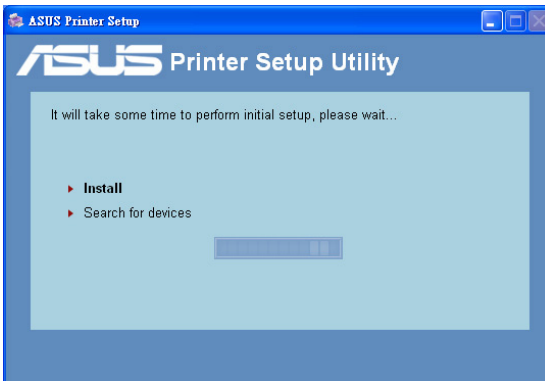 ASUS Printer Setup
ASUS Printer Setup Utility
It will take some time to perform initial setup, please wait...
Install
Search for devices